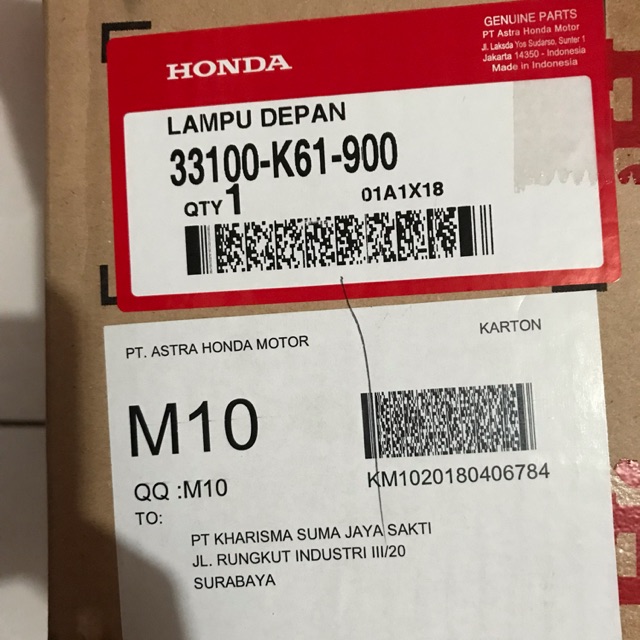 GENUINE PARTS
PT Astra Honda Motor
Jl. Laksda Yos Sudarso, Sunter 1
Jakarta 14350 - Indonesia
Made in Indonesia
HONDA
LAMPU DEPAN
33100-K61-900
QTY 1 01A1X18
PT. ASTRA HONDA MOTOR KARTON
M10
QQ :M10 KM1020180406784
TO:
PT KHARISMA SUMA JAYA SAKTI
JL. RUNGKUT INDUSTRI III/20
SURABAYA